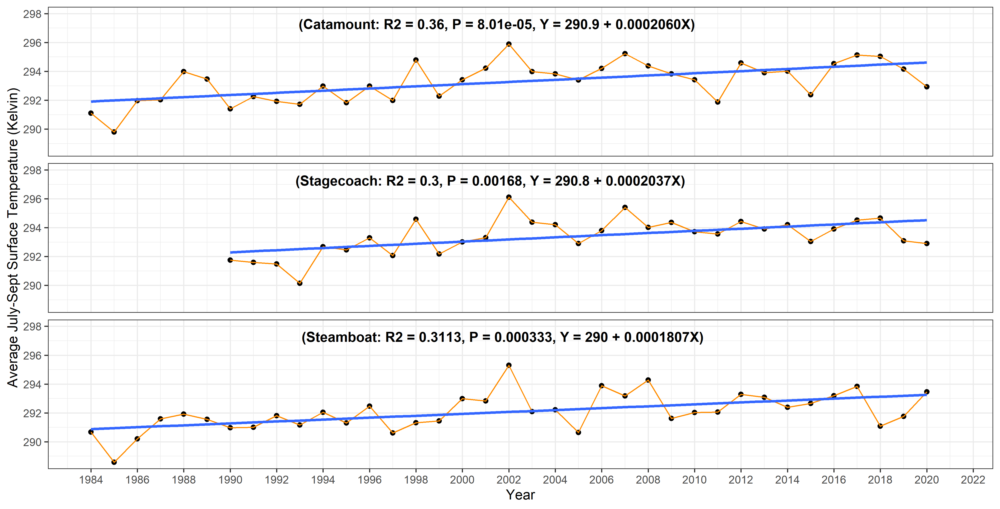 Average July-Sept Surface Temperature (Kelvin)
(Catamount: R2 = 0.36, P = 8.01e-05, Y = 290.9 + 0.0002060X)
298
296
294
292
290
(Stagecoach: R2 = 0.3, P = 0.00168, Y = 290.8 + 0.0002037X)
298
296
294
292
290
(Steamboat: R2 = 0.3113, P = 0.000333, Y = 290 + 0.0001807X)
298
296
294
292
290
1984 1986 1988 1990 1992 1994 1996 1998 2000 2002 2004 2006 2008 2010 2012 2014 2016 2018 2020 2022
Year